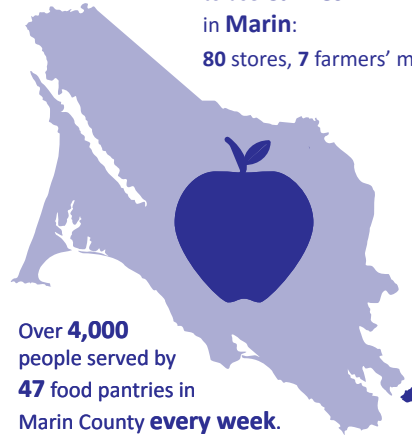 in Marin:
80 stores, 7 farmers’
Over 4,000
people served by
47 food pantries in
Marin County every week.